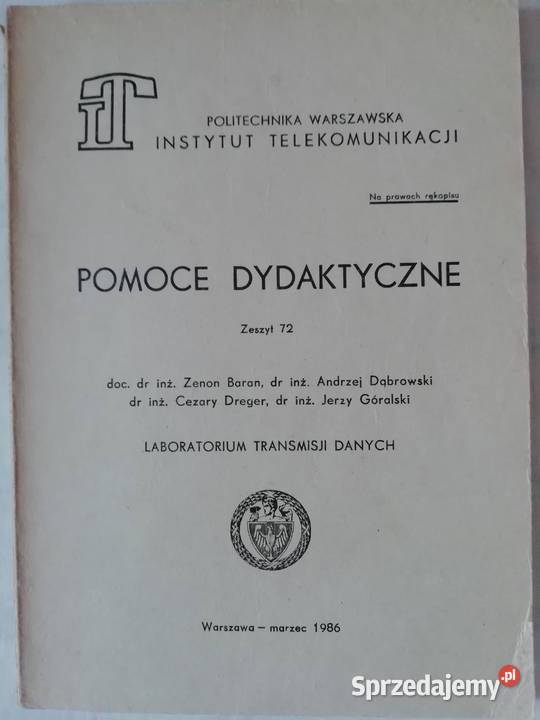 IT
POLITECHNIKA WARSZAWSKA
INSTYTUT TELEKOMUNIKACJI
Na prawach rękopisu
POMOCE DYDAKTYCZNE
Zeszyt 72
doc. dr inż. Zenon Baran, dr inż. Andrzej Dąbrowski
dr inż. Cezary Dreger, dr inż. Jerzy Góralski
LABORATORIUM TRANSMISJI DANYCH
Warszawa – marzec 1986
Sprzedajemy.pl